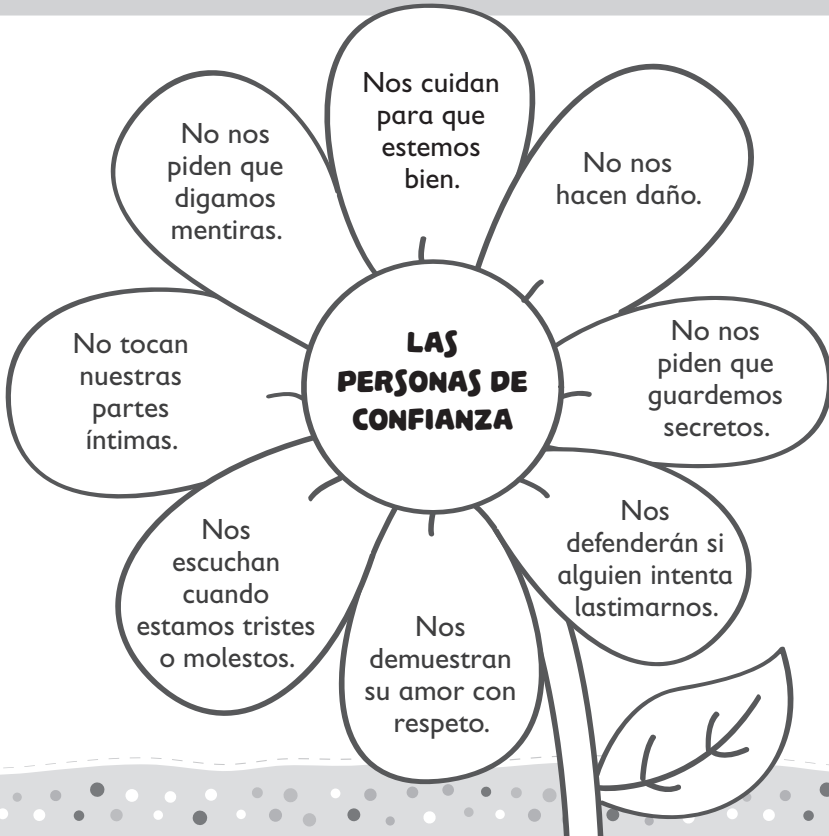 LAS
PERSONAS DE
CONFIANZA
Nos cuidan
para que
estemos
bien.
No nos
hacen daño.
No nos
piden que
guardemos
secretos.
Nos
defenderán si
alguien intenta
lastimarnos.
Nos
demuestran
su amor con
respeto.
Nos
escuchan
cuando
estamos tristes
o molestos.
No tocan
nuestras
partes
íntimas.
No nos
piden que
digamos
mentiras.